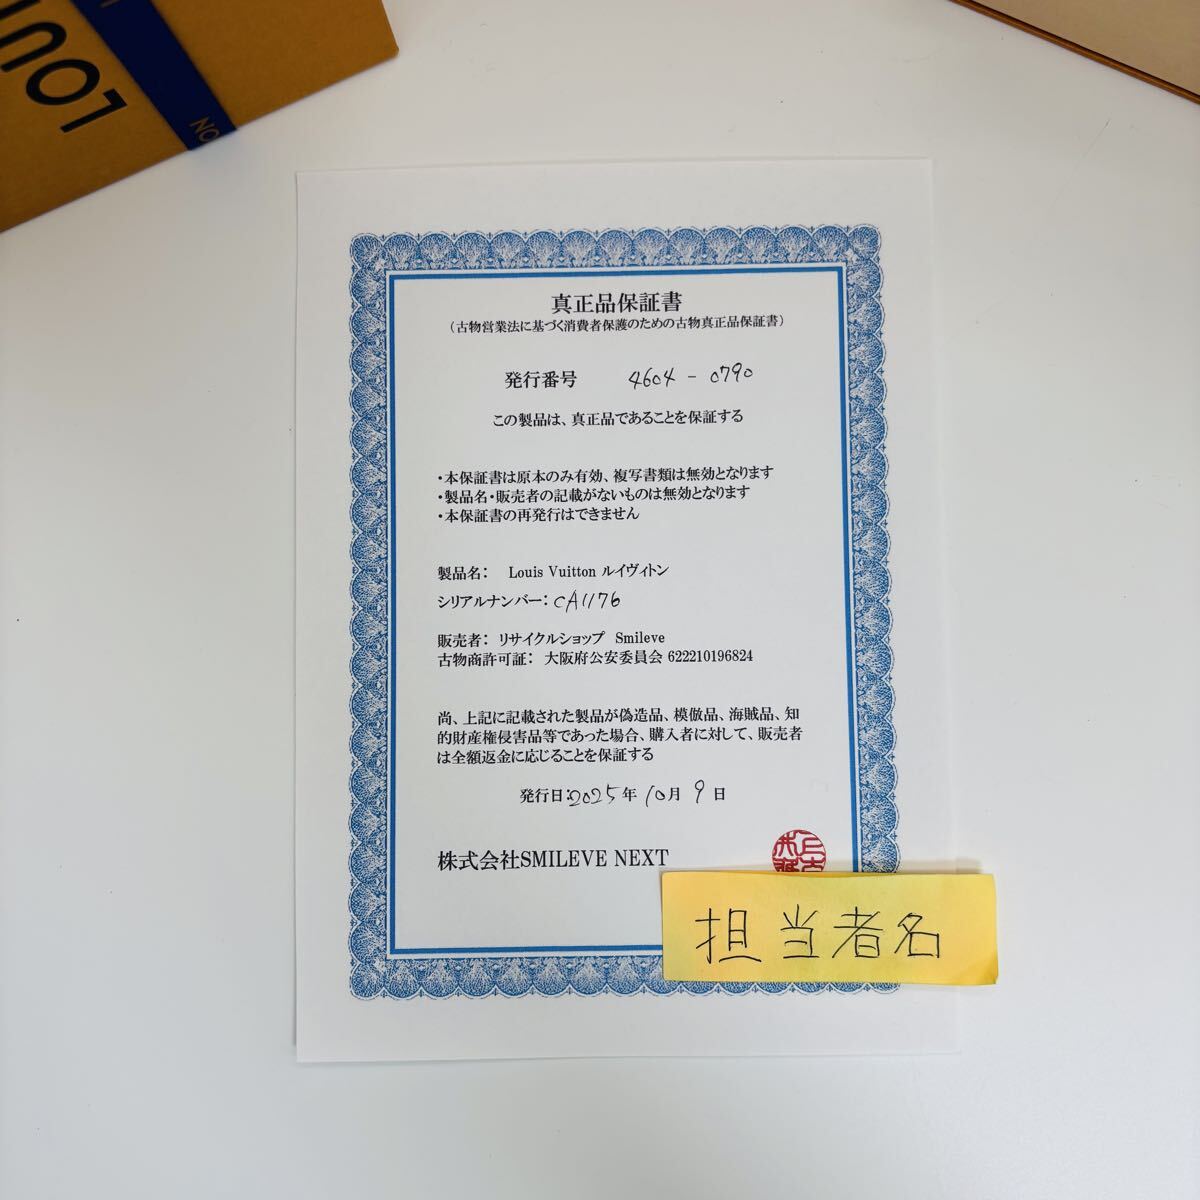 LOUI
NO
真正品保証書
（古物営業法に基づく消費者保護のための古物真正品保証書）
発行番号 4604-0790
この製品は、真正品であることを保証する
・本保証書は原本のみ有効、複写書類は無効となります
・製品名・販売者の記載がないものは無効となります
・本保証書の再発行はできません
製品名： Louis Vuitton ルイヴィトン
シリアルナンバー：CA1176
販売者： リサイクルショップ Smileve
古物商許可証： 大阪府公安委員会 622210196824
尚、上記に記載された製品が偽造品、模倣品、海賊品、知
的財産権侵害品等であった場合、購入者に対して、販売者
は全額返金に応じることを保証する
発行日：2025年 10月 9日
株式会社SMILEVE NEXT
担当者名